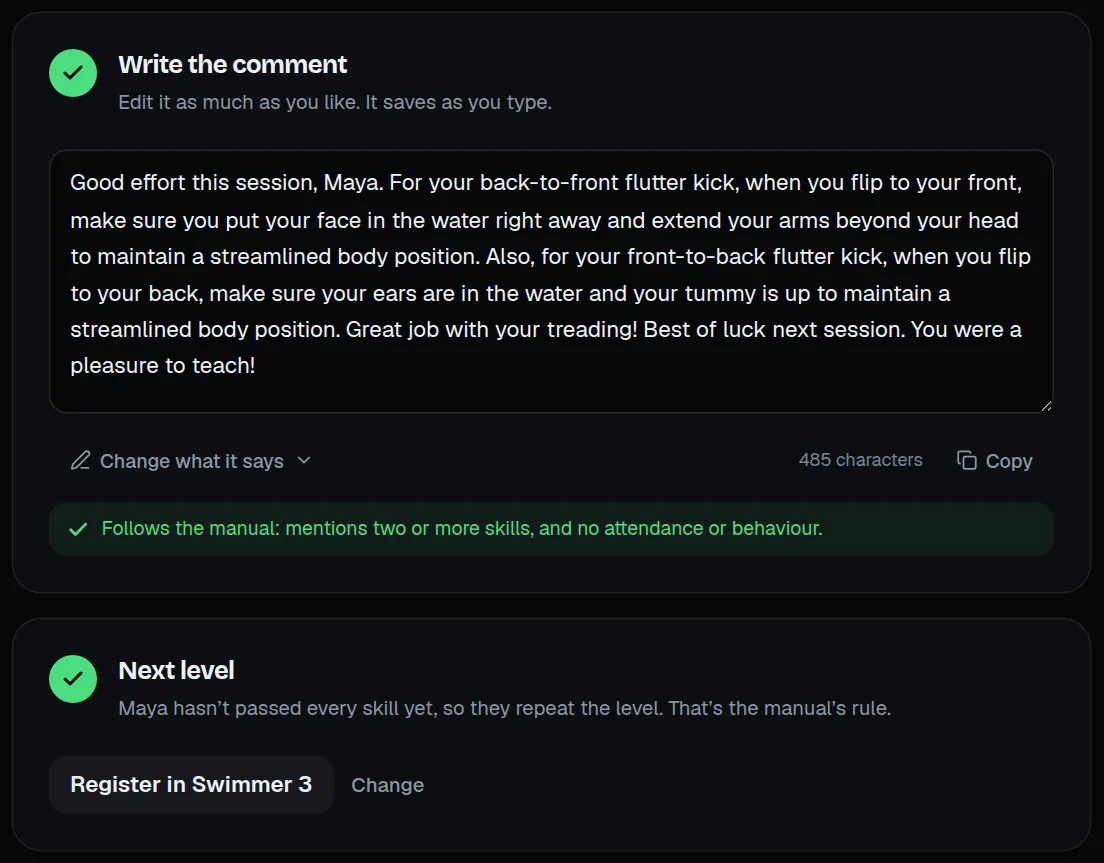 Write the comment
Edit it as much as you like. It saves as you type.
Good effort this session, Maya. For your back-to-front flutter kick, when you flip to your front,
make sure you put your face in the water right away and extend your arms beyond your head
to maintain a streamlined body position. Also, for your front-to-back flutter kick, when you flip
to your back, make sure your ears are in the water and your tummy is up to maintain a
streamlined body position. Great job with your treading! Best of luck next session. You were a
pleasure to teach!
Change what it says
485 characters
Copy
Follows the manual: mentions two or more skills, and no attendance or behaviour.
Next level
Maya hasn’t passed every skill yet, so they repeat the level. That’s the manual’s rule.
Register in Swimmer 3
Change